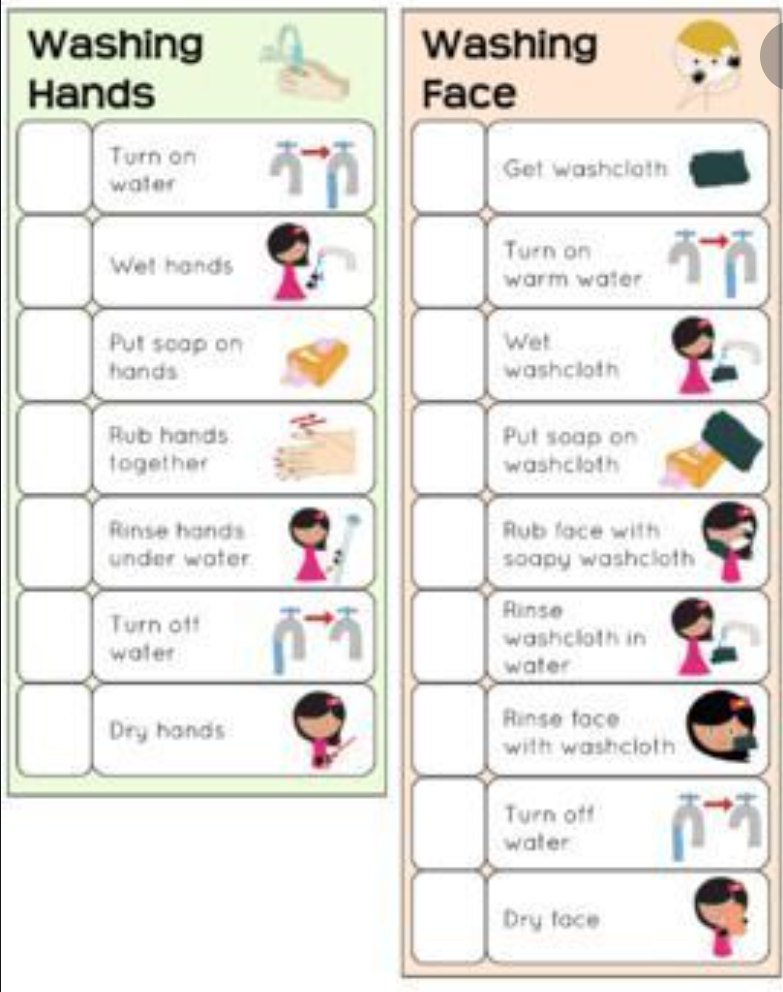 Washing
Hands
Turn on
water
Wet hands
Put soap on
hands
Rub hands
together
Rinse hands
under water
Turn off
water
Dry hands
Washing
Face
Get washcloth
Turn on
warm water
Wet
washcloth
Put soap on
washcloth
Rub face with
soapy washcloth
Rinse
washcloth in
water
Rinse face
with washcloth
Turn off
water
Dry face